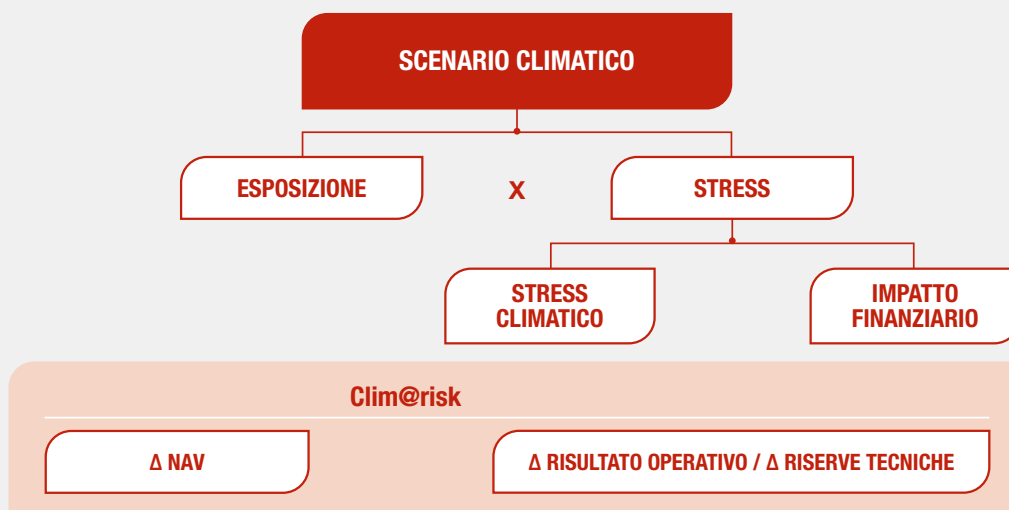 SCENARIO CLIMATICO
ESPOSIZIONE
X
STRESS
STRESS
CLIMATICO
IMPATTO
FINANZIARIO
Clim@risk
Δ NAV
Δ RISULTATO OPERATIVO / Δ RISERVE TECNICHE